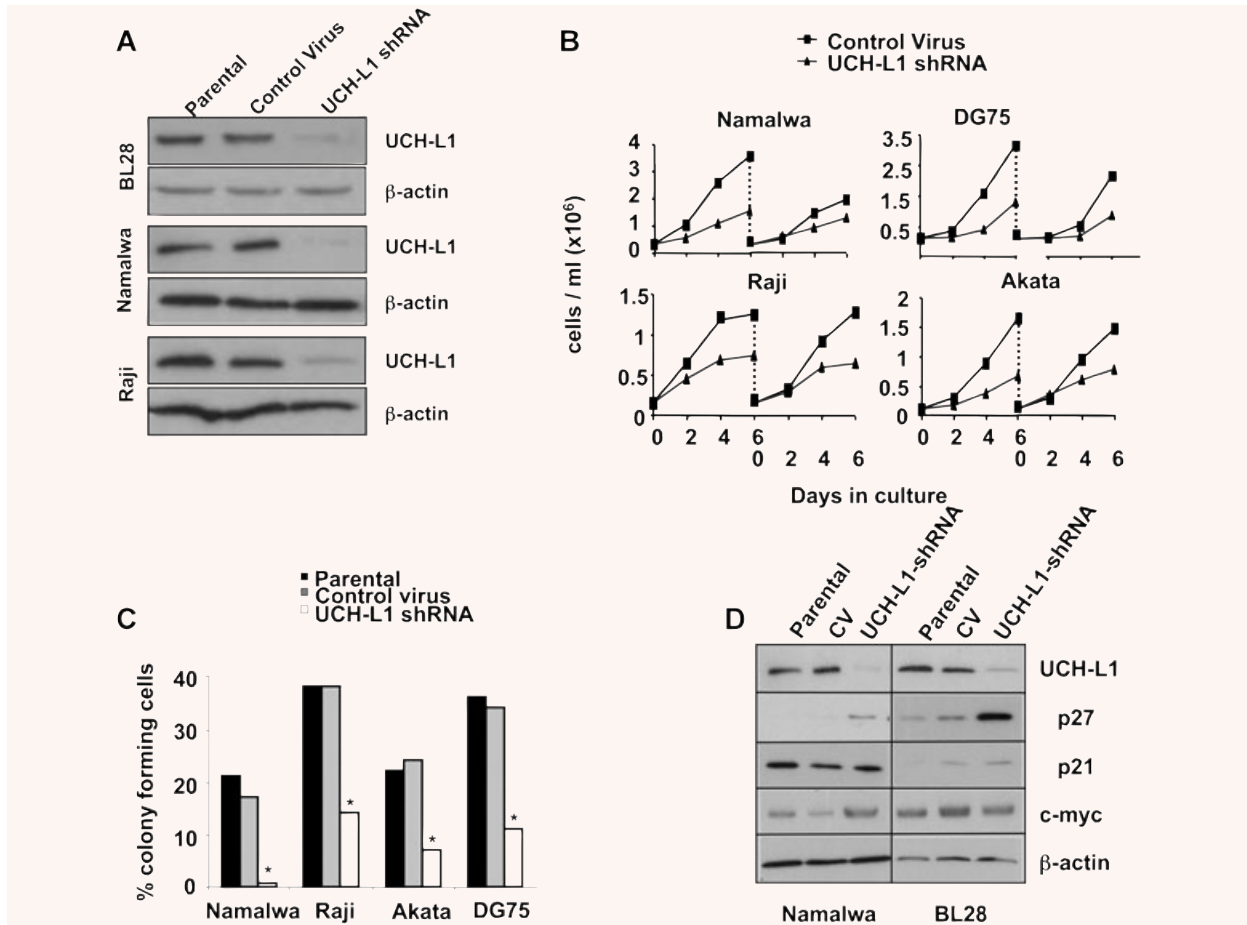 A
Parental
Control Virus
UCH-L1 shRNA
BL28
UCH-L1
β-actin
Namalwa
UCH-L1
β-actin
Raji
UCH-L1
β-actin
B
Control Virus
UCH-L1 shRNA
cells / ml (x10⁶)
Namalwa
4
3
2
1
0
DG75
3.5
2.5
1.5
0.5
Raji
1.5
1
0.5
0
0 2 4 6
0 2 4 6
Akata
2
1.5
1
0.5
0
0 2 4 6
0 2 4 6
Days in culture
C
Parental
Control virus
UCH-L1 shRNA
% colony forming cells
40
30
20
10
0
* * * *
Namalwa Raji Akata DG75
D
Parental
CV
UCH-L1-shRNA
Parental
CV
UCH-L1-shRNA
UCH-L1
p27
p21
c-myc
β-actin
Namalwa BL28